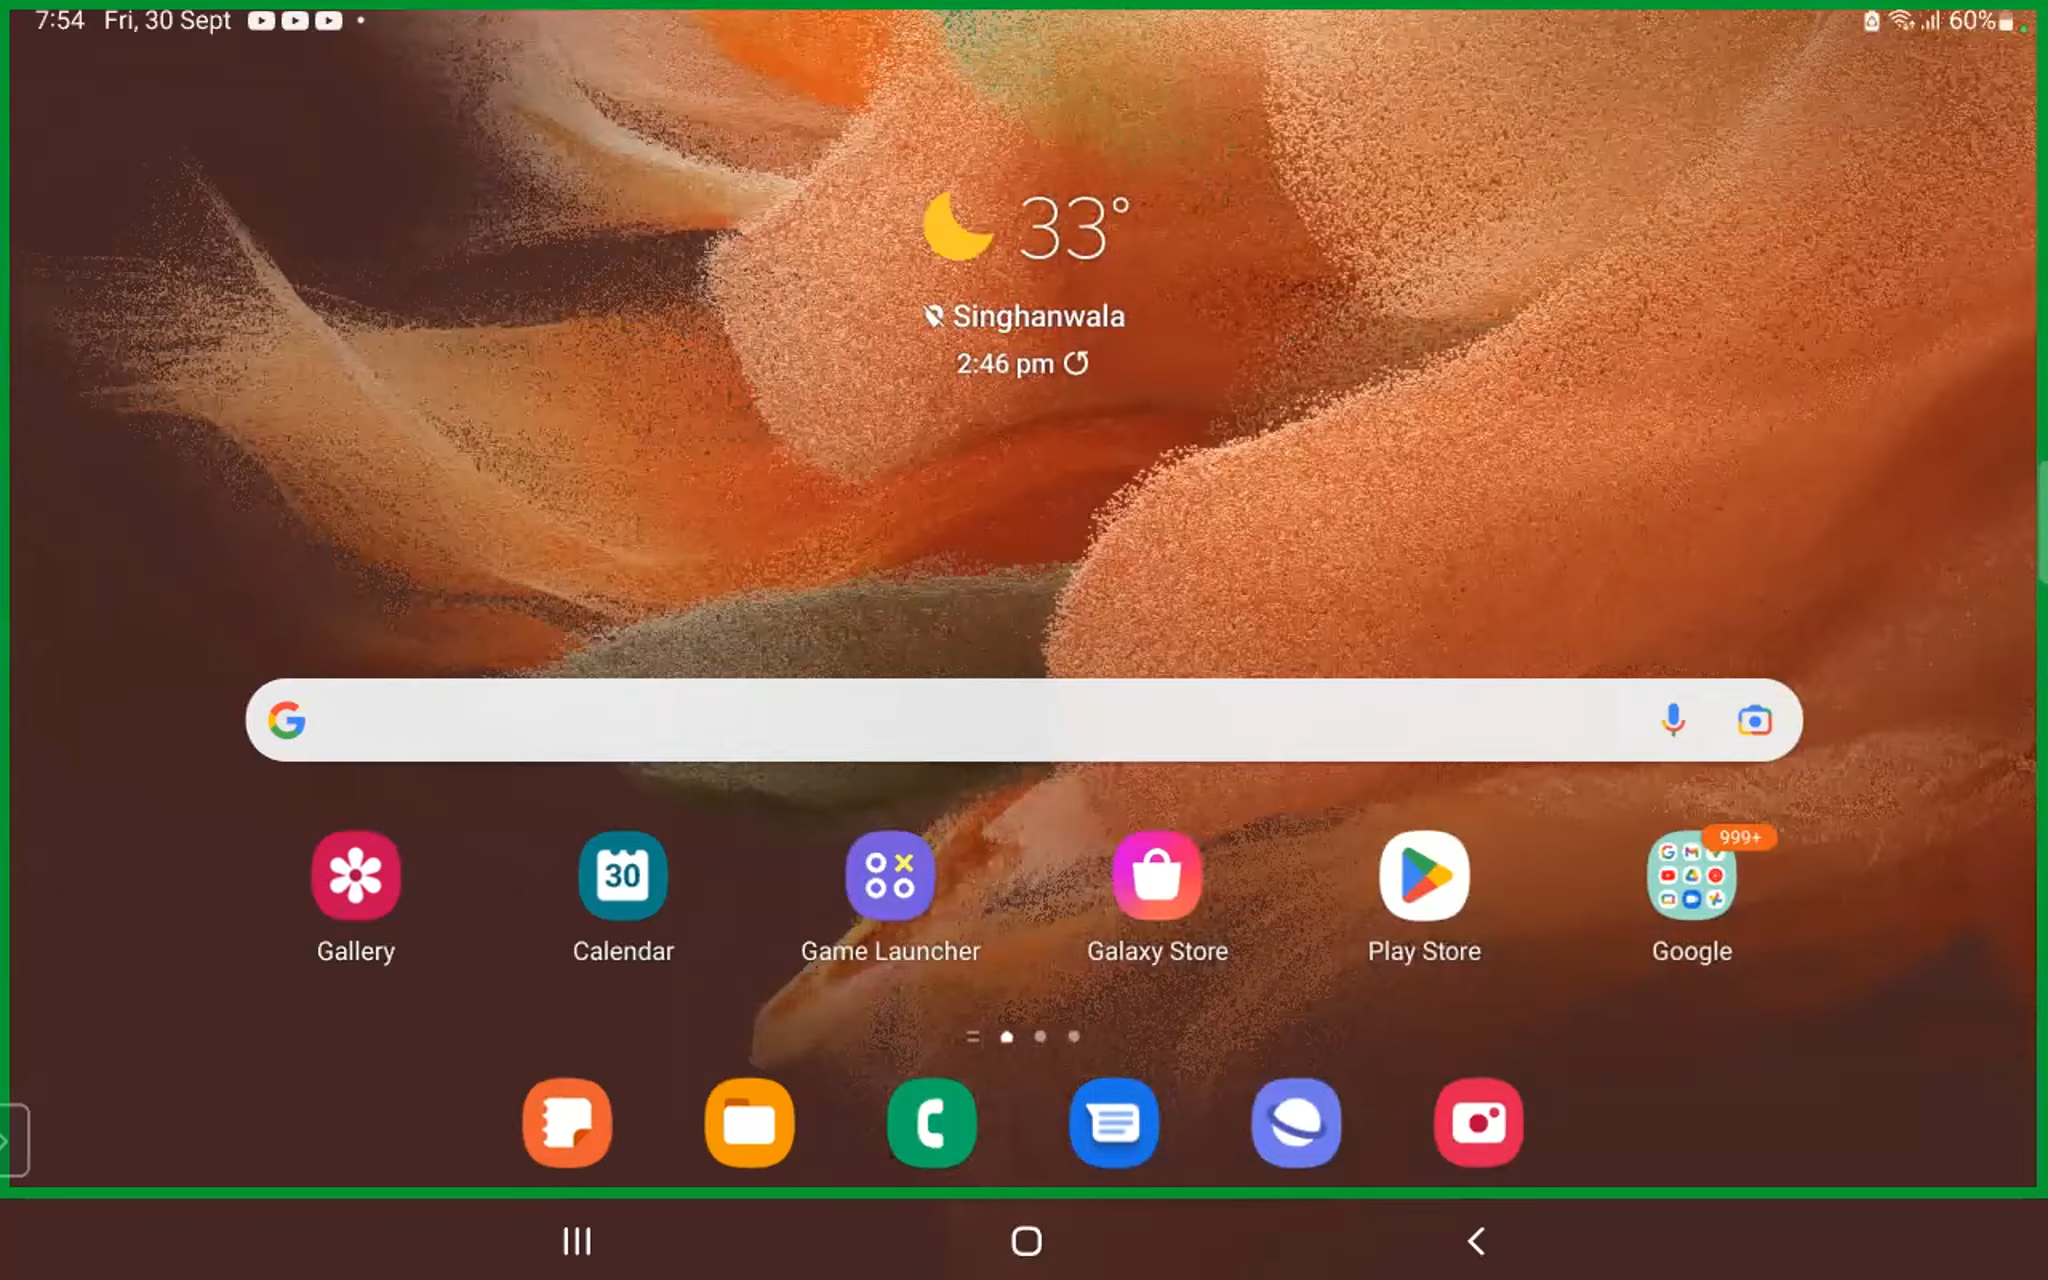 7:54 Fri, 30 Sept 60%
33°
Singhanwala
2:46 pm
30
999+
Gallery Calendar Game Launcher Galaxy Store Play Store Google